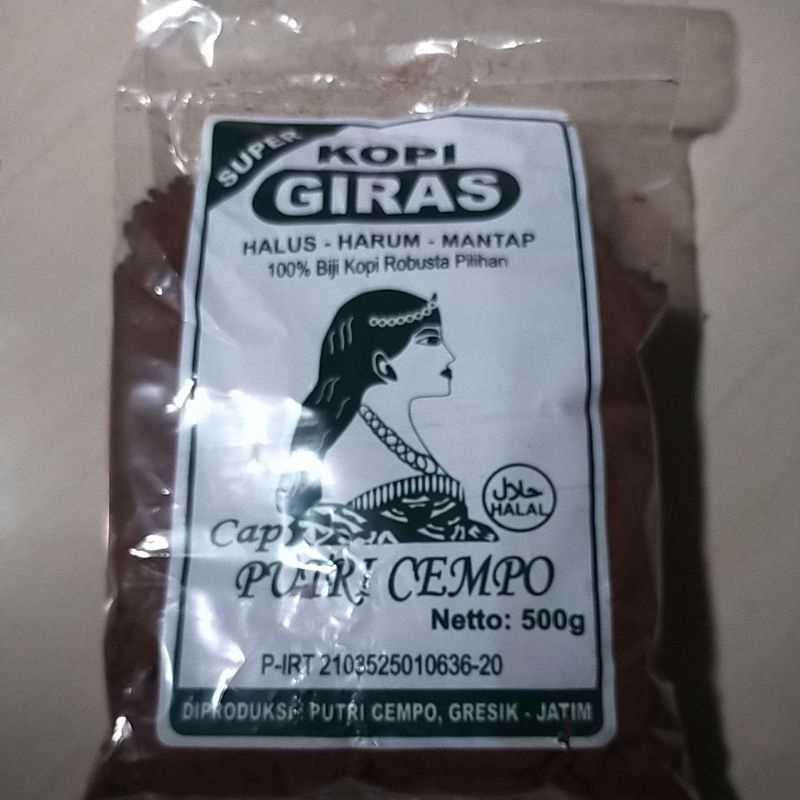 SUPER
KOPI
GIRAS
HALUS - HARUM - MANTAP
100% Biji Kopi Robusta Pilihan
حلال
HALAL
Cap
PUTRI CEMPO
Netto: 500g
P-IRT 2103525010636-20
DIPRODUKSI: PUTRI CEMPO, GRESIK - JATIM